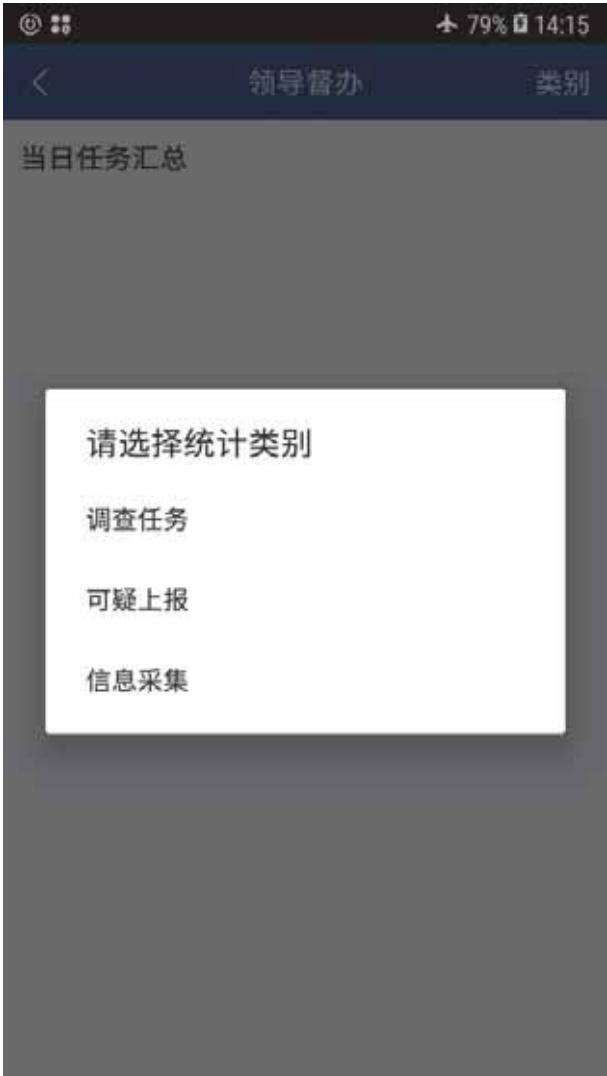 79% 14:15
领导督办 类别
当日任务汇总
请选择统计类别
调查任务
可疑上报
信息采集